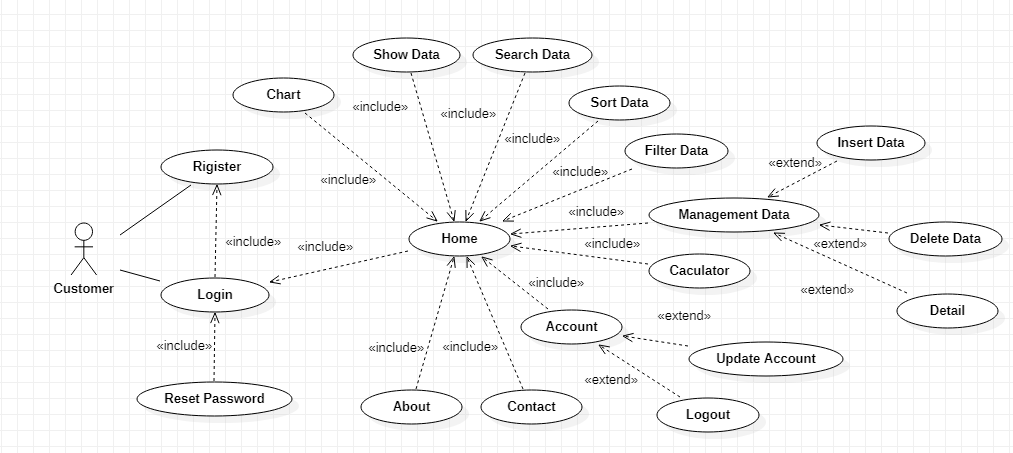 Show Data
Search Data
Chart
«include»
Sort Data
«include»
«include»
Insert Data
Filter Data
Rigister
«include»
«extend»
«include»
Management Data
«include»
Home
«include»
«include»
«include»
Delete Data
«extend»
Caculator
Customer
Login
«include»
«extend»
Detail
Account
«extend»
«include»
«include»
«include»
Update Account
«extend»
Reset Password
About
Contact
Logout